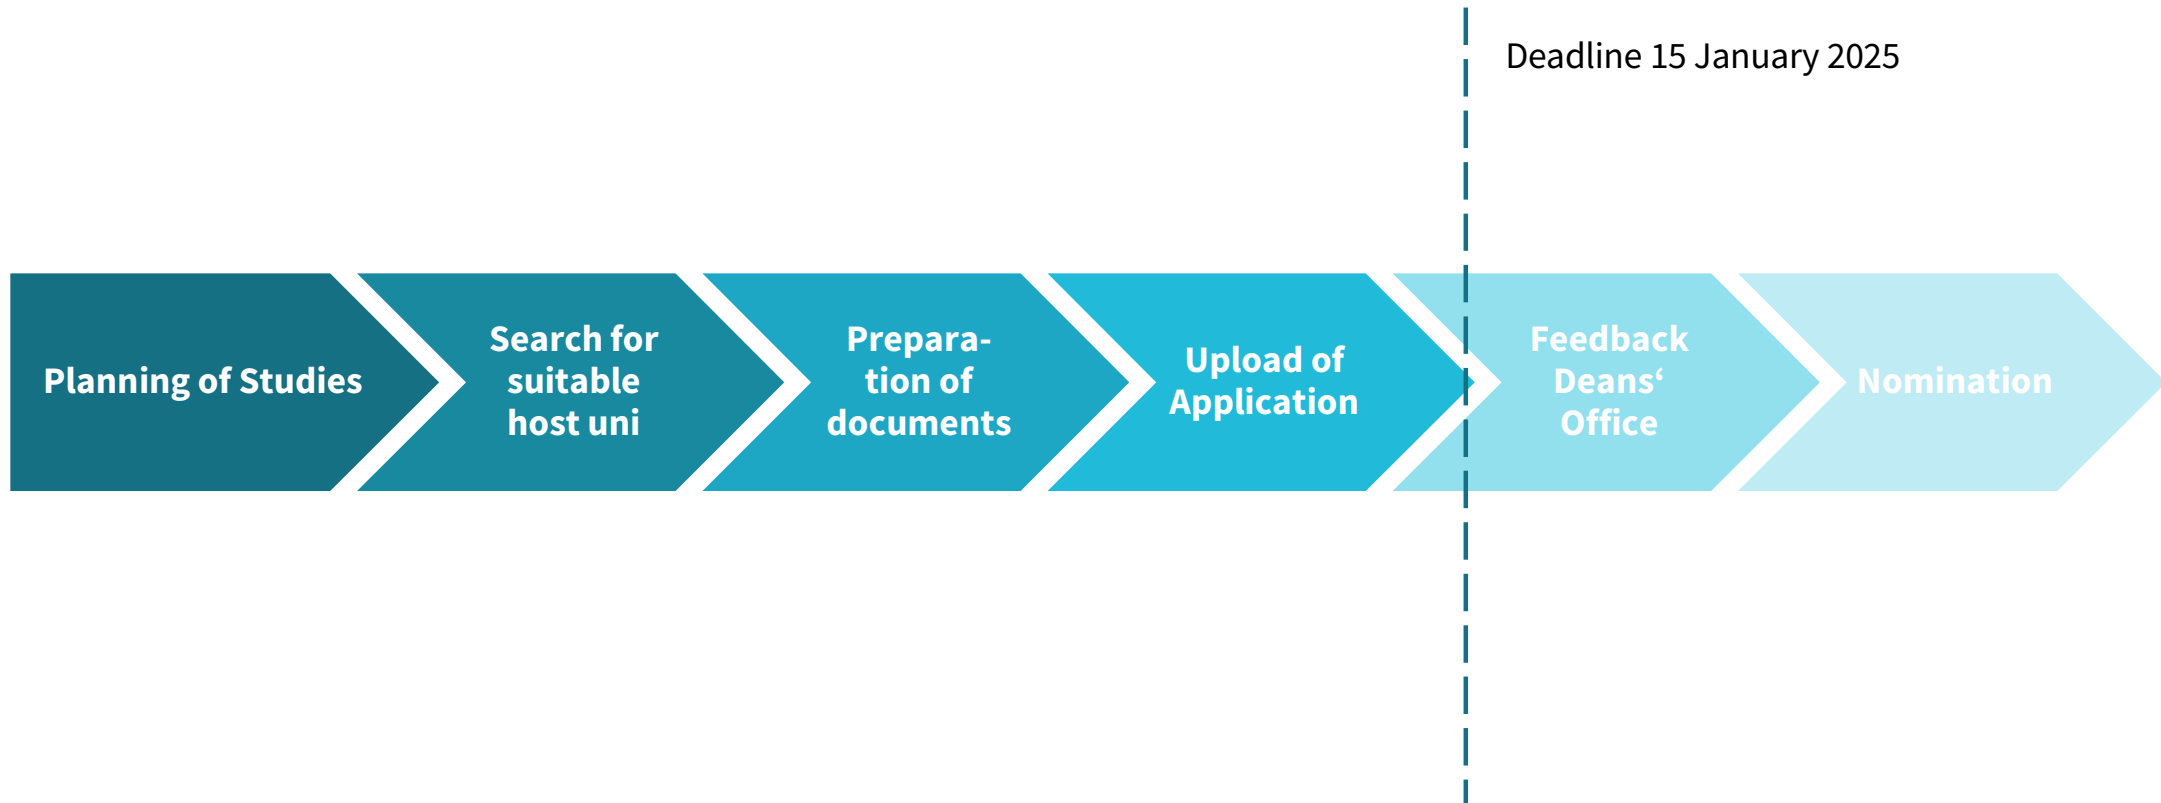 Deadline 15 January 2025
Planning of Studies
Search for
suitable
host uni
Prepara-
tion of
documents
Upload of
Application
Feedback
Deans‘
Office
Nomination